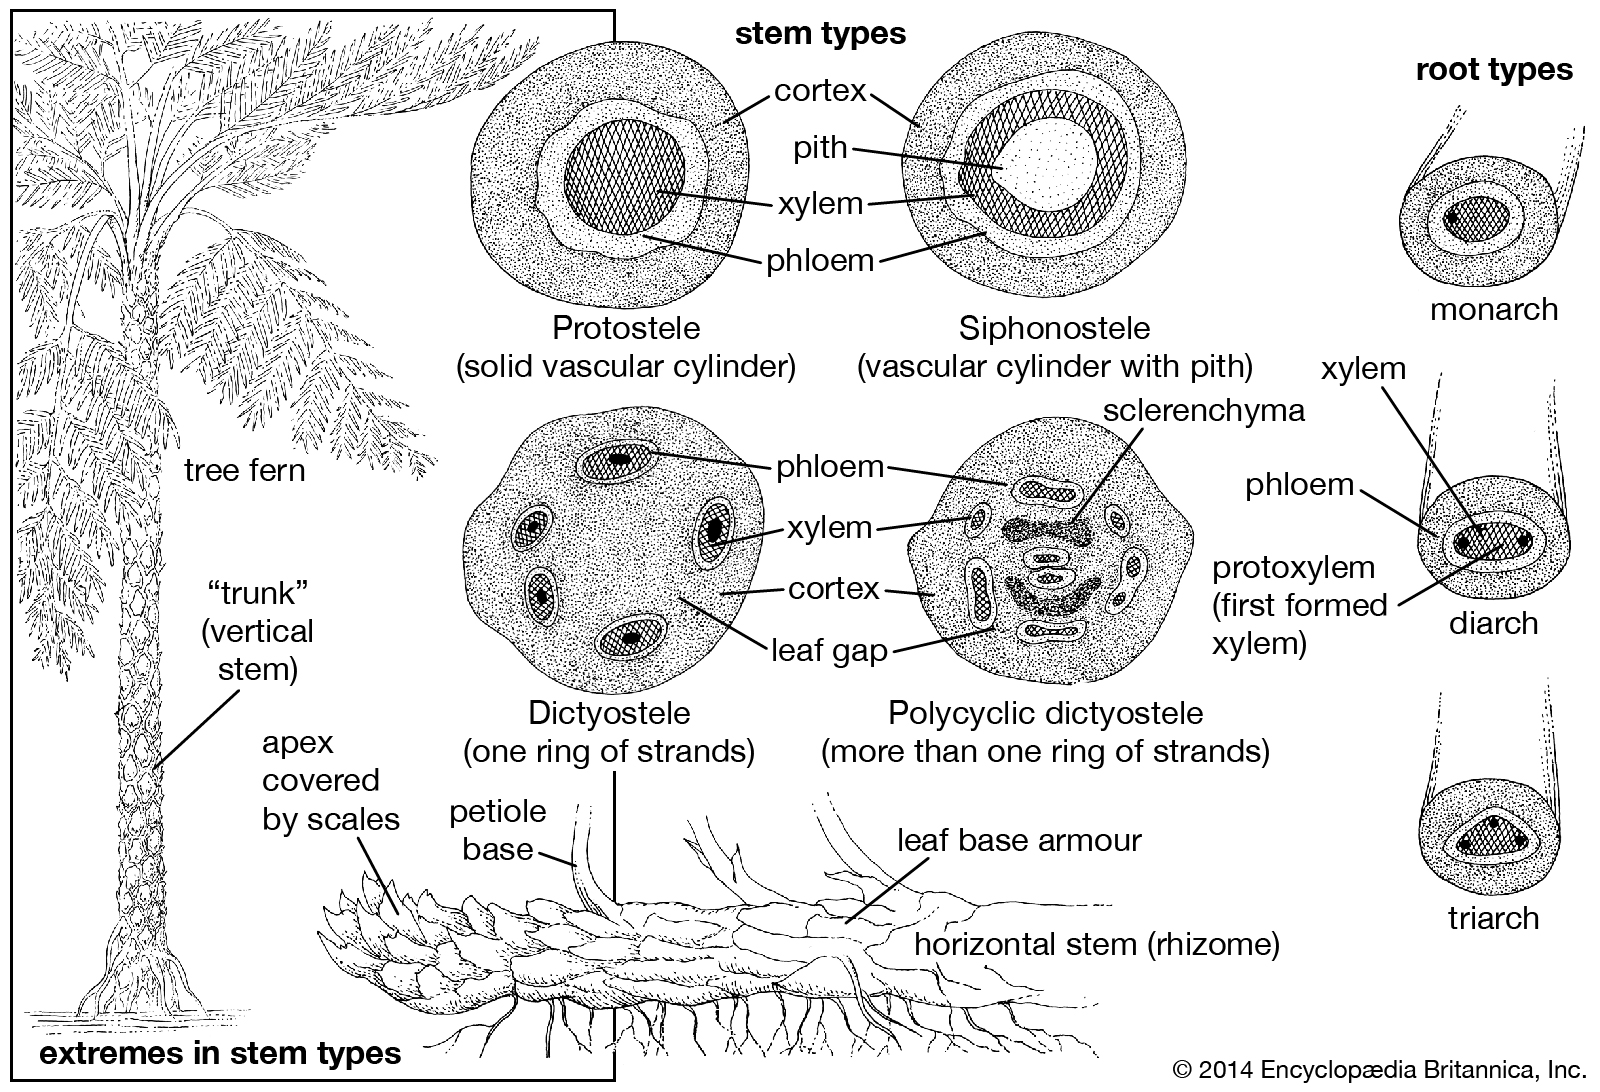 stem types
root types
cortex
pith
xylem
phloem
Protostele
(solid vascular cylinder)
Siphonostele
(vascular cylinder with pith)
monarch
xylem
sclerenchyma
tree fern
phloem
phloem
xylem
cortex
leaf gap
protoxylem
(first formed
xylem)
diarch
“trunk”
(vertical
stem)
Dictyostele
(one ring of strands)
Polycyclic dictyostele
(more than one ring of strands)
apex
covered
by scales
petiole
base
leaf base armour
triarch
horizontal stem (rhizome)
extremes in stem types
© 2014 Encyclopædia Britannica, Inc.